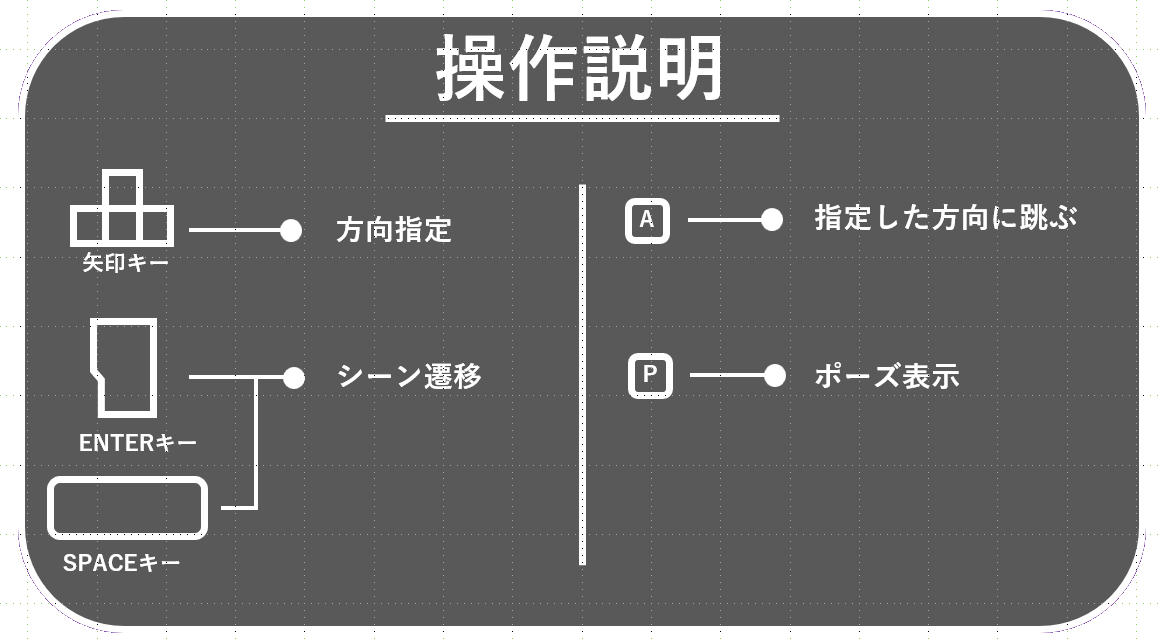 操作説明
矢印キー
方向指定
ENTERキー
シーン遷移
SPACEキー
A
指定した方向に跳ぶ
P
ポーズ表示